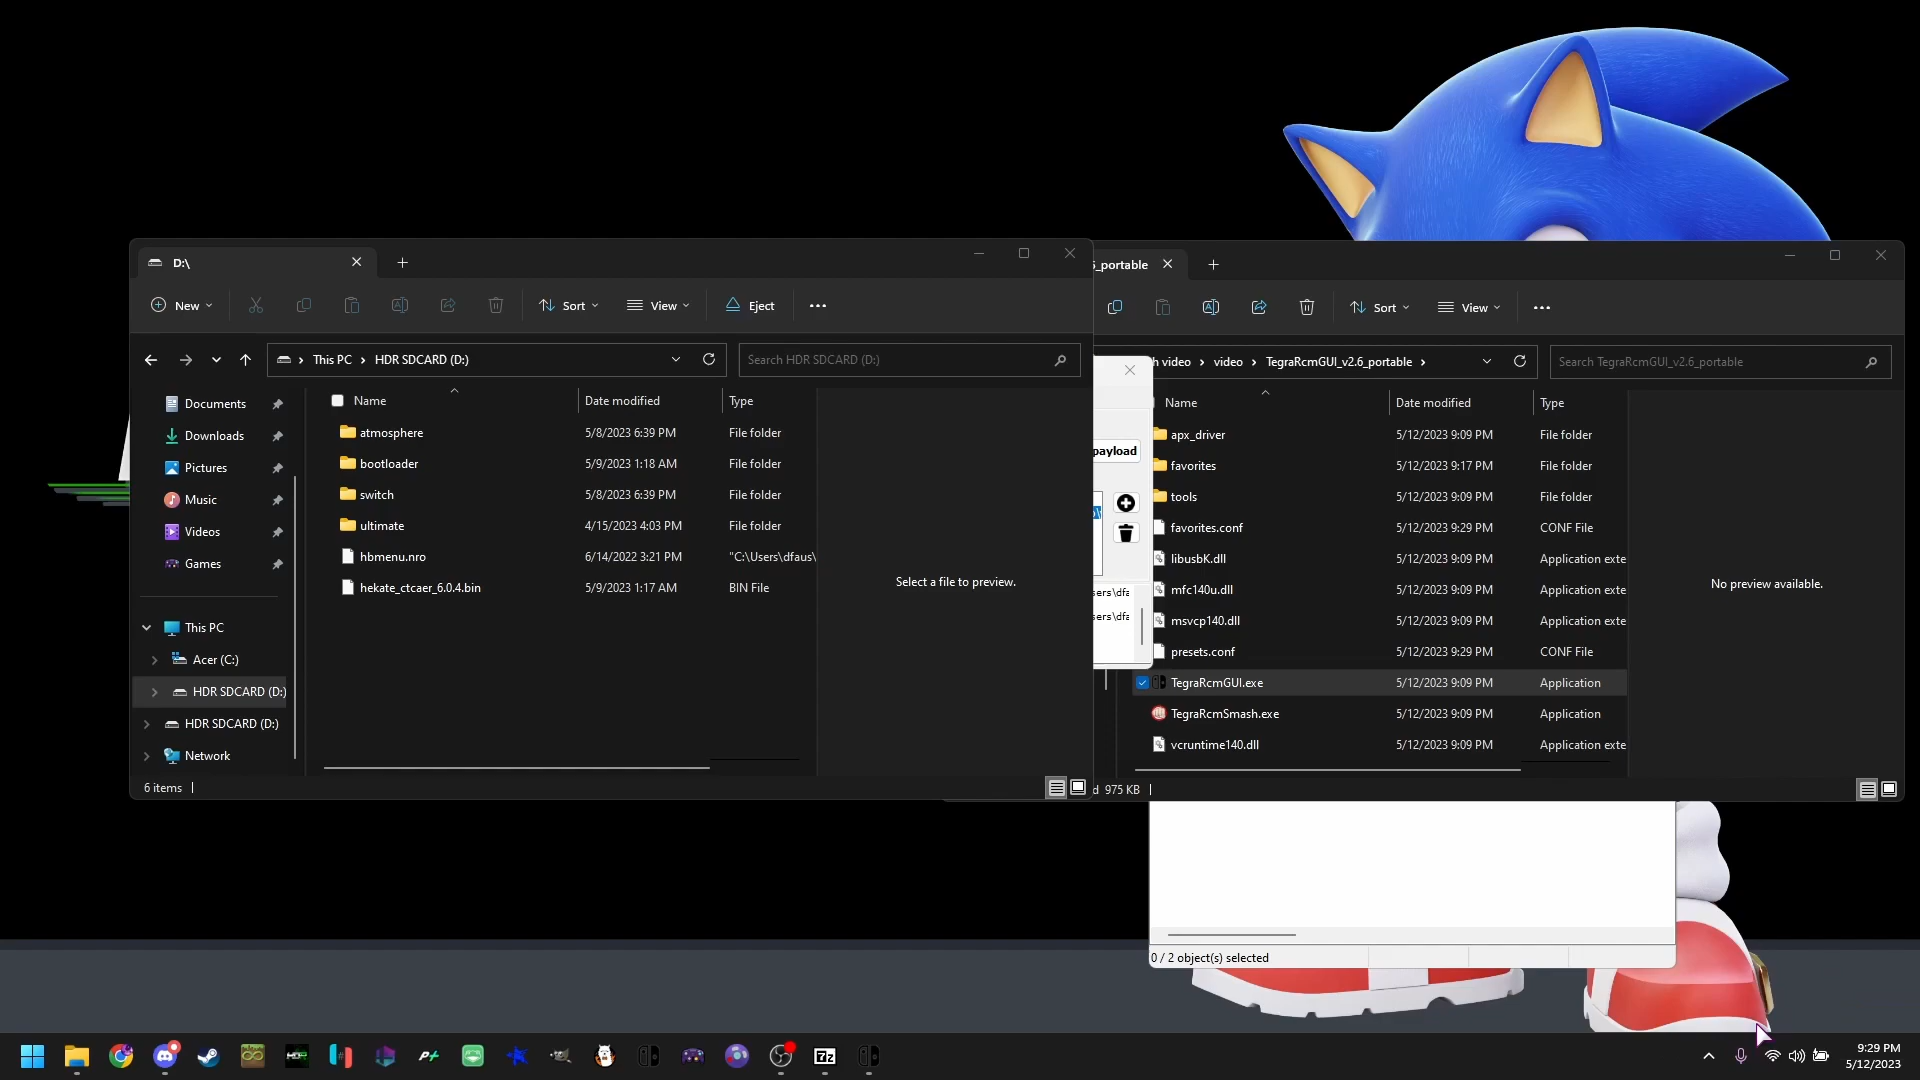 D:\
New
Sort
View
Eject
This PC
HDR SDCARD (D:)
Search HDR SDCARD (D:)
Documents
Downloads
Pictures
Music
Videos
Games
This PC
Acer (C:)
HDR SDCARD (D:)
HDR SDCARD (D:)
Network
Name
Date modified
Type
atmosphere
5/8/2023 6:39 PM
File folder
bootloader
5/9/2023 1:18 AM
File folder
switch
5/8/2023 6:39 PM
File folder
ultimate
4/15/2023 4:03 PM
File folder
hbmenu.nro
6/14/2022 3:21 PM
"C:\Users\dfaus\
hekate_ctcaer_6.0.4.bin
5/9/2023 1:17 AM
BIN File
Select a file to preview.
6 items
payload
sers\dfa
sers\dfa
_portable
Sort
View
h video
video
TegraRcmGUI_v2.6_portable
Search TegraRcmGUI_v2.6_portable
Name
Date modified
Type
apx_driver
5/12/2023 9:09 PM
File folder
favorites
5/12/2023 9:17 PM
File folder
tools
5/12/2023 9:09 PM
File folder
favorites.conf
5/12/2023 9:29 PM
CONF File
libusbK.dll
5/12/2023 9:09 PM
Application exte
mfc140u.dll
5/12/2023 9:09 PM
Application exte
msvcp140.dll
5/12/2023 9:09 PM
Application exte
presets.conf
5/12/2023 9:29 PM
CONF File
TegraRcmGUI.exe
5/12/2023 9:09 PM
Application
TegraRcmSmash.exe
5/12/2023 9:09 PM
Application
vcruntime140.dll
5/12/2023 9:09 PM
Application exte
No preview available.
d 975 KB
0 / 2 object(s) selected
HDR
7z
9:29 PM
5/12/2023